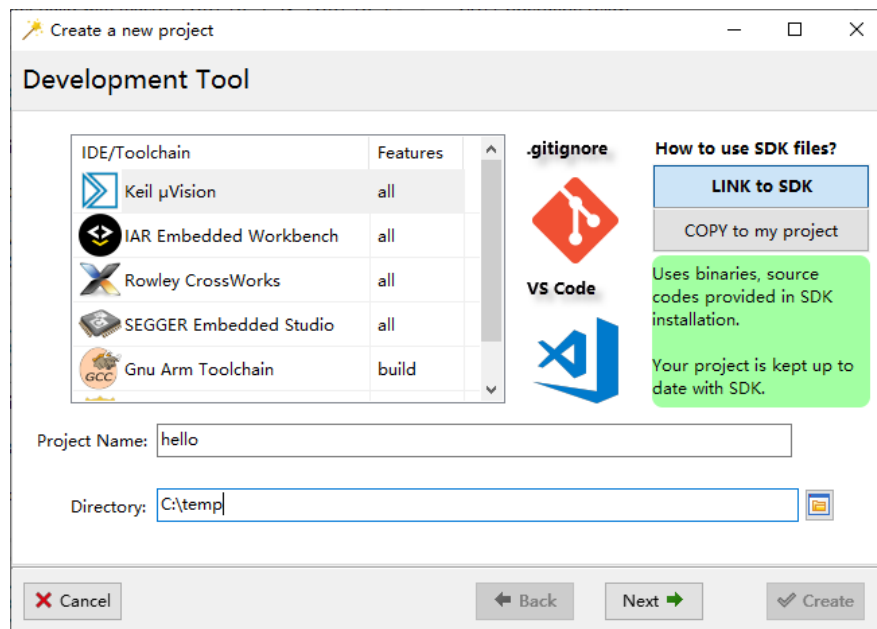 Create a new project
Development Tool
IDE/Toolchain Features
Keil µVision all
IAR Embedded Workbench all
Rowley CrossWorks all
SEGGER Embedded Studio all
GCC Gnu Arm Toolchain build
.gitignore
VS Code
How to use SDK files?
LINK to SDK
COPY to my project
Uses binaries, source
codes provided in SDK
installation.
Your project is kept up to
date with SDK.
Project Name: hello
Directory: C:\temp
Cancel Back Next Create